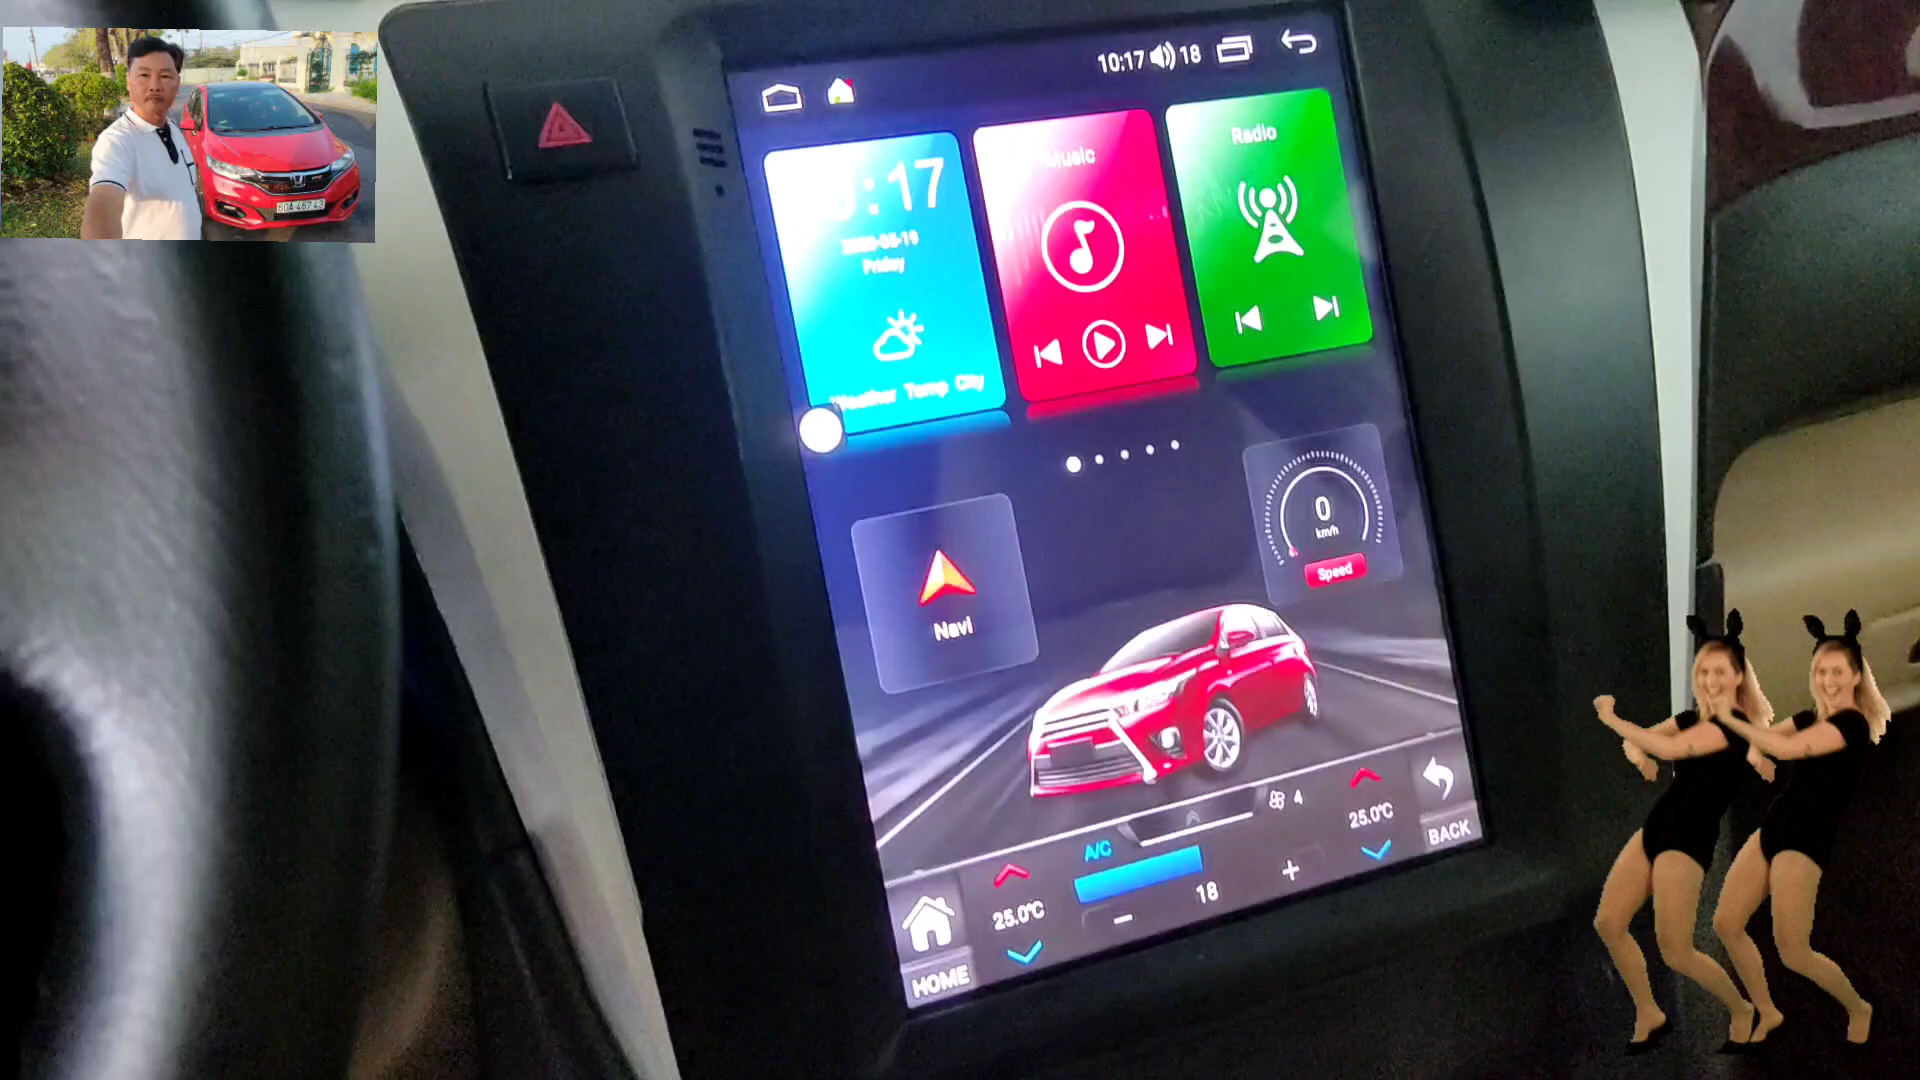 10:17 18
:17
Friday
Weather Temp City
Music
Radio
0
km/h
Speed
Navi
4
25.0°C
BACK
A/C
25.0°C
18
HOME